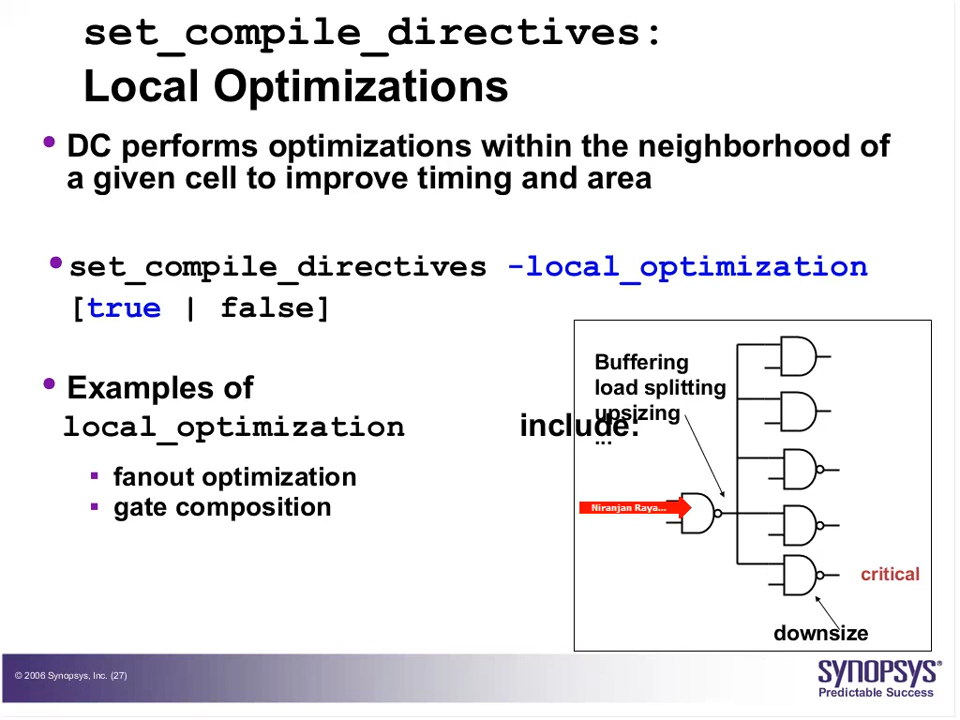 set_compile_directives:
Local Optimizations
• DC performs optimizations within the neighborhood of
a given cell to improve timing and area
•set_compile_directives -local_optimization
[true | false]
• Examples of
local_optimization include:
▪ fanout optimization
▪ gate composition
Buffering
load splitting
upsizing
...
Niranjan Raya...
critical
downsize
© 2006 Synopsys, Inc. (27)
SYNOPSYS®
Predictable Success